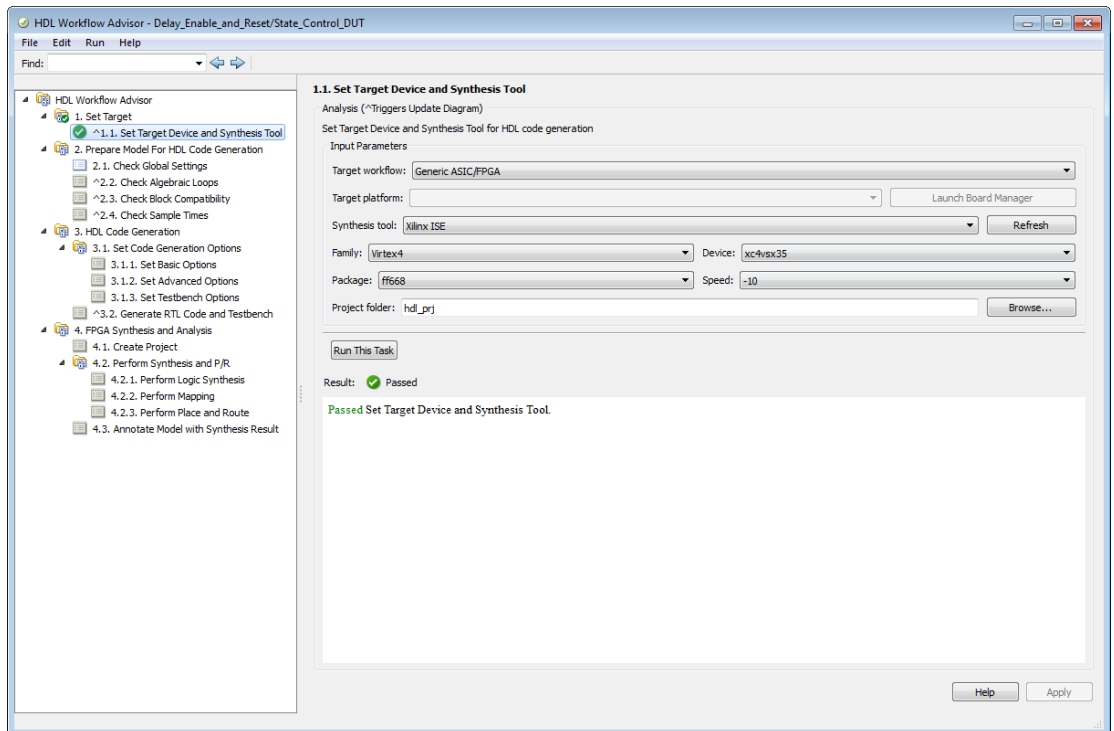 HDL Workflow Advisor - Delay_Enable_and_Reset/State_Control_DUT
File Edit Run Help
Find:
HDL Workflow Advisor
1. Set Target
^1.1. Set Target Device and Synthesis Tool
2. Prepare Model For HDL Code Generation
2.1. Check Global Settings
^2.2. Check Algebraic Loops
^2.3. Check Block Compatibility
^2.4. Check Sample Times
3. HDL Code Generation
3.1. Set Code Generation Options
3.1.1. Set Basic Options
3.1.2. Set Advanced Options
3.1.3. Set Testbench Options
^3.2. Generate RTL Code and Testbench
4. FPGA Synthesis and Analysis
4.1. Create Project
4.2. Perform Synthesis and P/R
4.2.1. Perform Logic Synthesis
4.2.2. Perform Mapping
4.2.3. Perform Place and Route
4.3. Annotate Model with Synthesis Result
1.1. Set Target Device and Synthesis Tool
Analysis (^Triggers Update Diagram)
Set Target Device and Synthesis Tool for HDL code generation
Input Parameters
Target workflow: Generic ASIC/FPGA
Target platform: Launch Board Manager
Synthesis tool: Xilinx ISE Refresh
Family: Virtex4 Device: xc4vsx35
Package: ff668 Speed: -10
Project folder: hdl_prj Browse...
Run This Task
Result: Passed
Passed Set Target Device and Synthesis Tool.
Help Apply